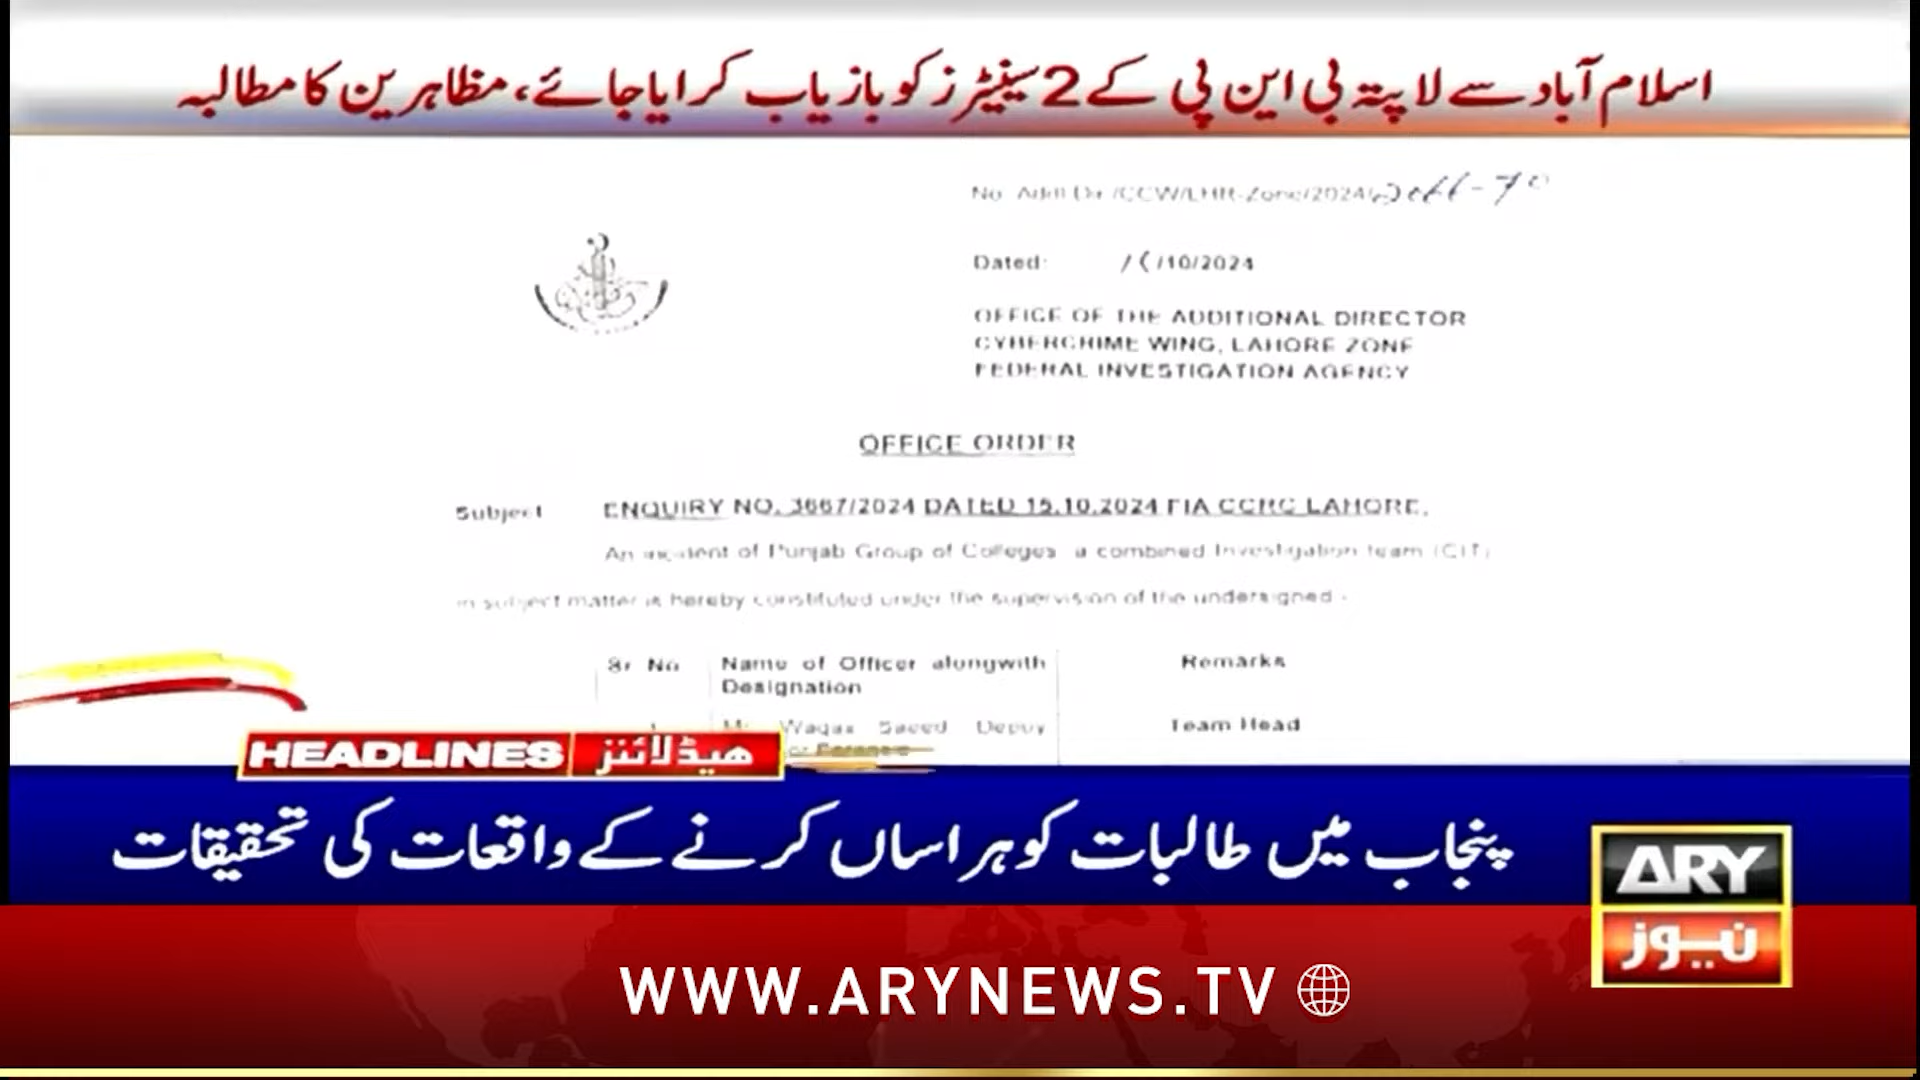 اسلام آباد سے لاپتہ بی این پی کے 2 سینیٹرز کو بازیاب کرایا جائے، مظاہرین کا مطالبہ
No. Addl Dir/CCW/LHR-Zone/2024/
Dated: /10/2024
OFFICE OF THE ADDITIONAL DIRECTOR
CYBERCRIME WING, LAHORE ZONE
FEDERAL INVESTIGATION AGENCY
OFFICE ORDER
Subject ENQUIRY NO. 3667/2024 DATED 15.10.2024 FIA CCRC LAHORE.
An incident of Punjab Group of Colleges a combined Investigation team (CIT)
in subject matter is hereby constituted under the supervision of the undersigned -
Sr No Name of Officer alongwith Designation Remarks
Mr Waqas Saeed Team Head
HEADLINES ہیڈلائنز
پنجاب میں طالبات کو ہراساں کرنے کے واقعات کی تحقیقات
ARY
نیوز
WWW.ARYNEWS.TV